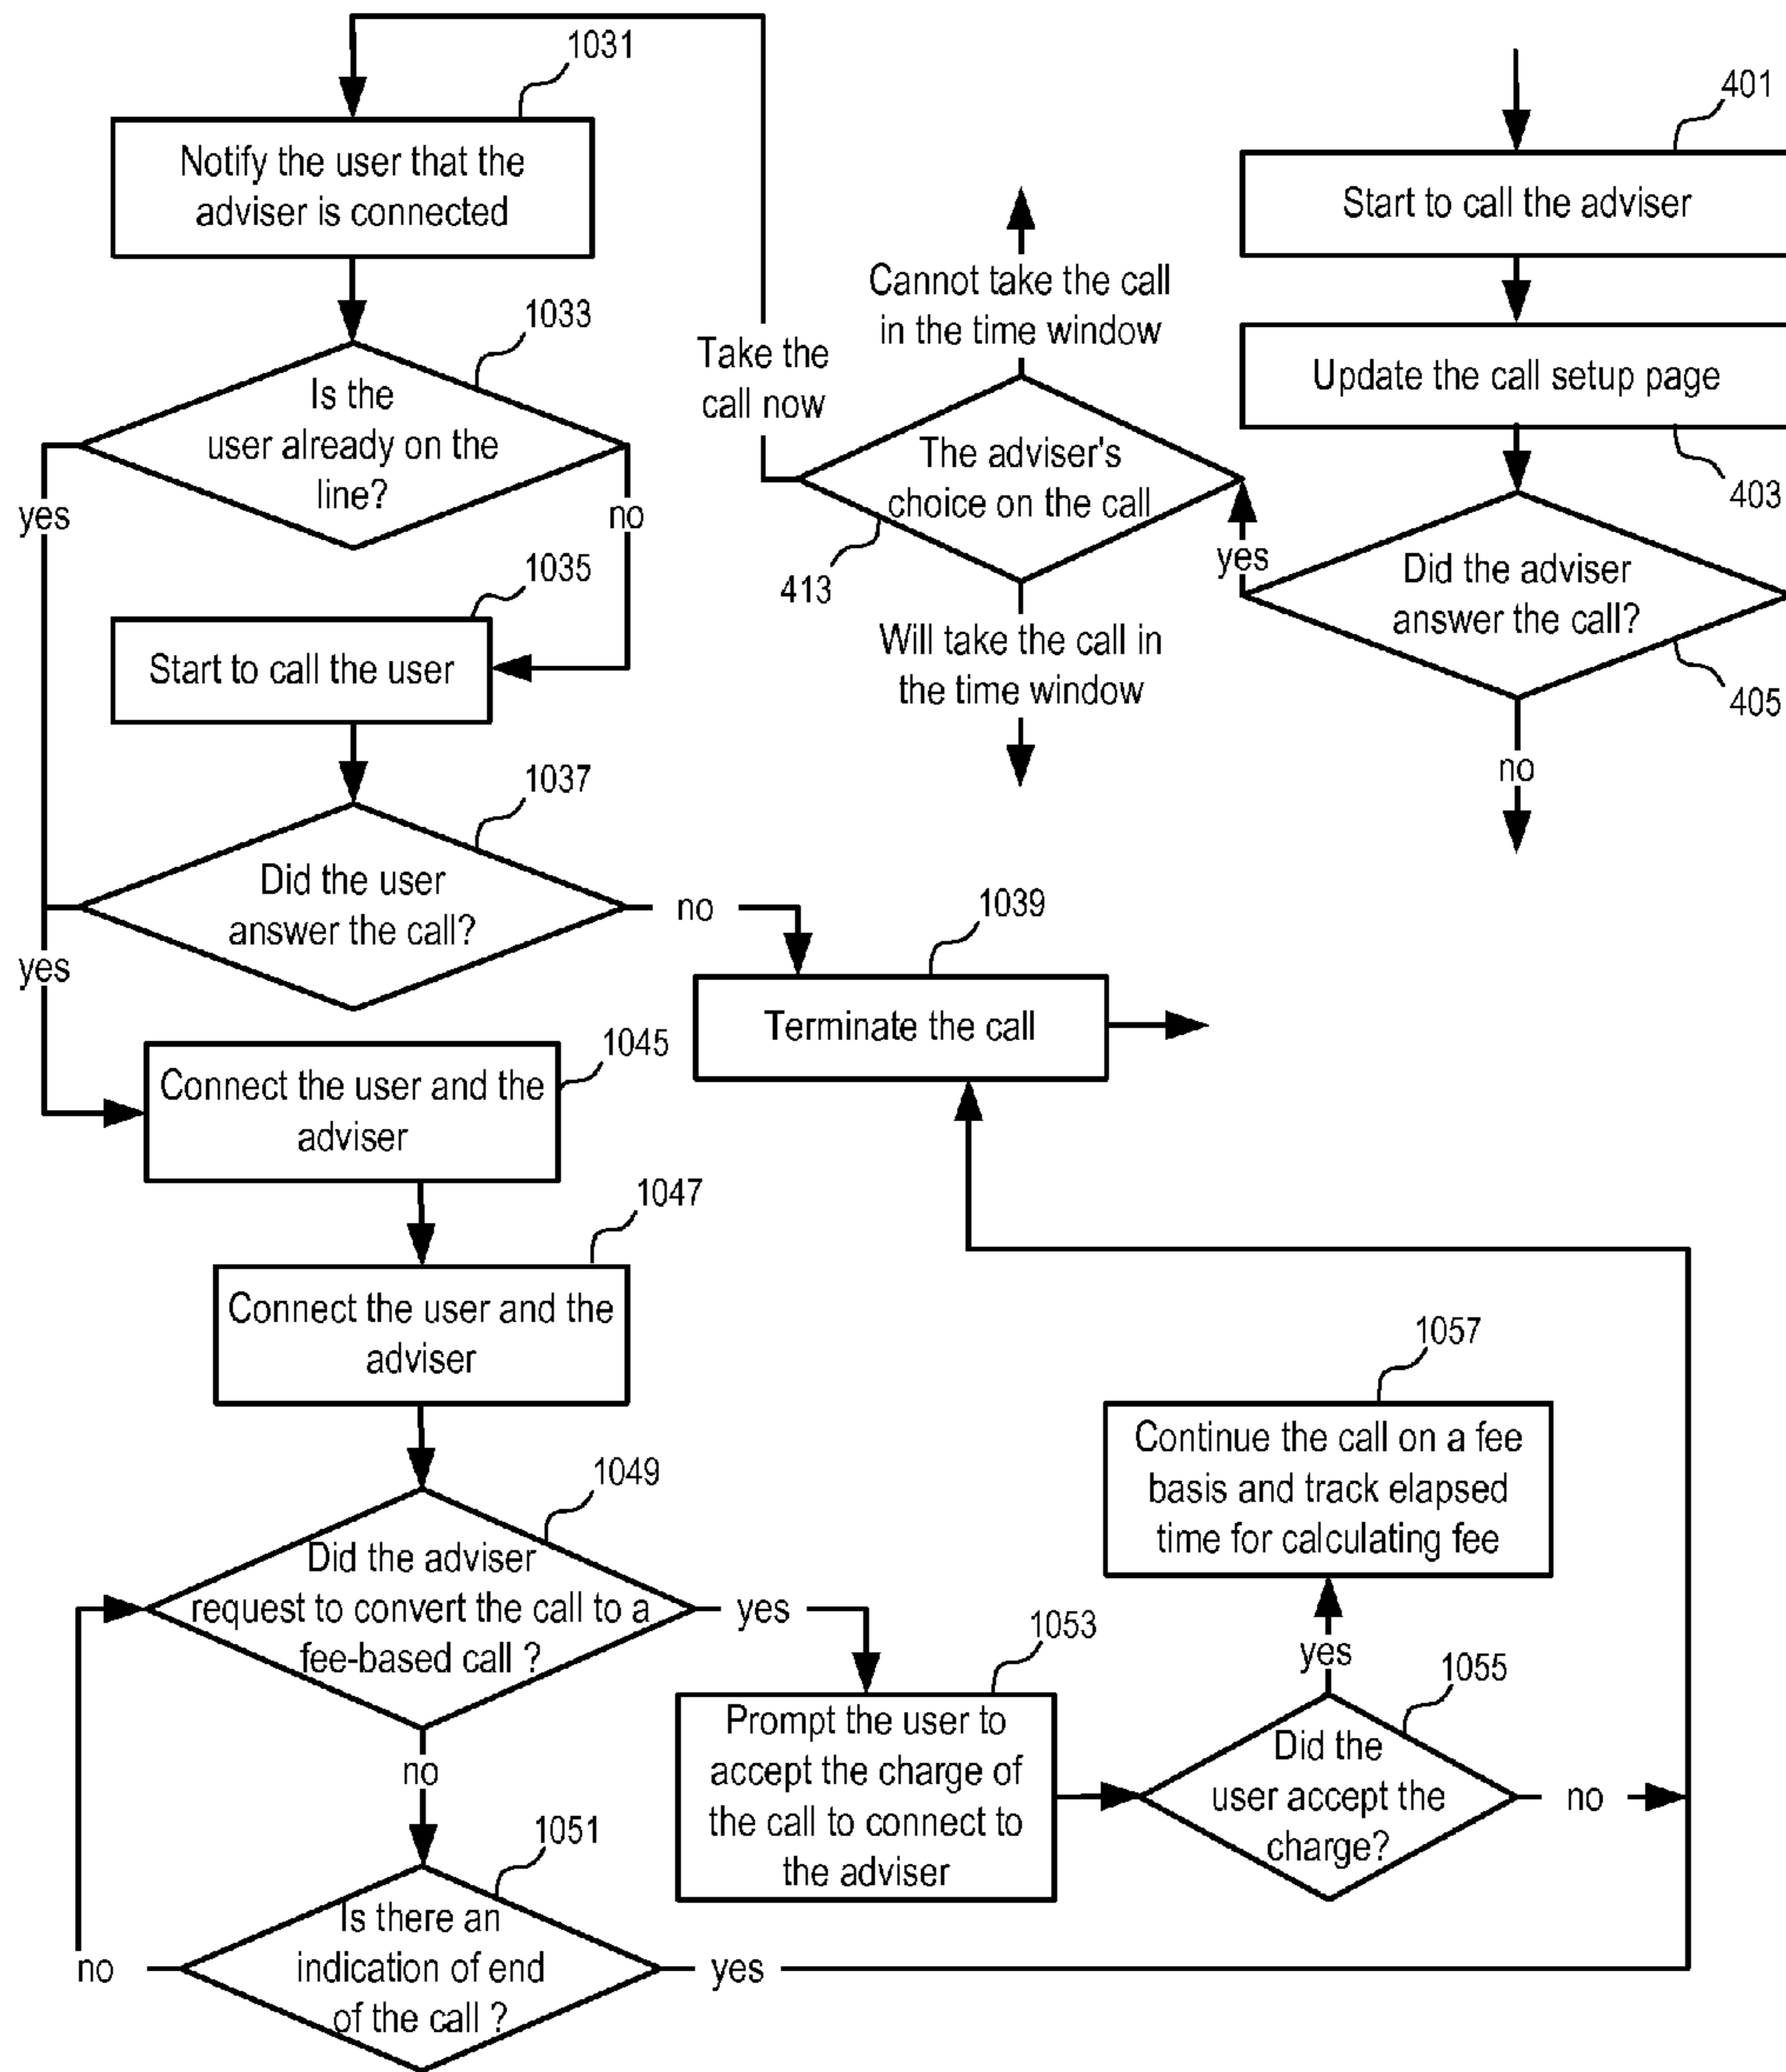 1031
Notify the user that the
adviser is connected
1033
Is the
user already on the
line?
yes
no
1035
Start to call the user
1037
Did the user
answer the call?
no
yes
1039
Terminate the call
1045
Connect the user and the
adviser
1047
Connect the user and the
adviser
1049
Did the adviser
request to convert the call to a
fee-based call ?
yes
no
1051
Is there an
indication of end
of the call ?
no
yes
1053
Prompt the user to
accept the charge of
the call to connect to
the adviser
1055
Did the
user accept the
charge?
no
yes
1057
Continue the call on a fee
basis and track elapsed
time for calculating fee
Take the
call now
Cannot take the call
in the time window
The adviser's
choice on the call
413
Will take the call in
the time window
401
Start to call the adviser
Update the call setup page
403
yes
Did the adviser
answer the call?
405
no